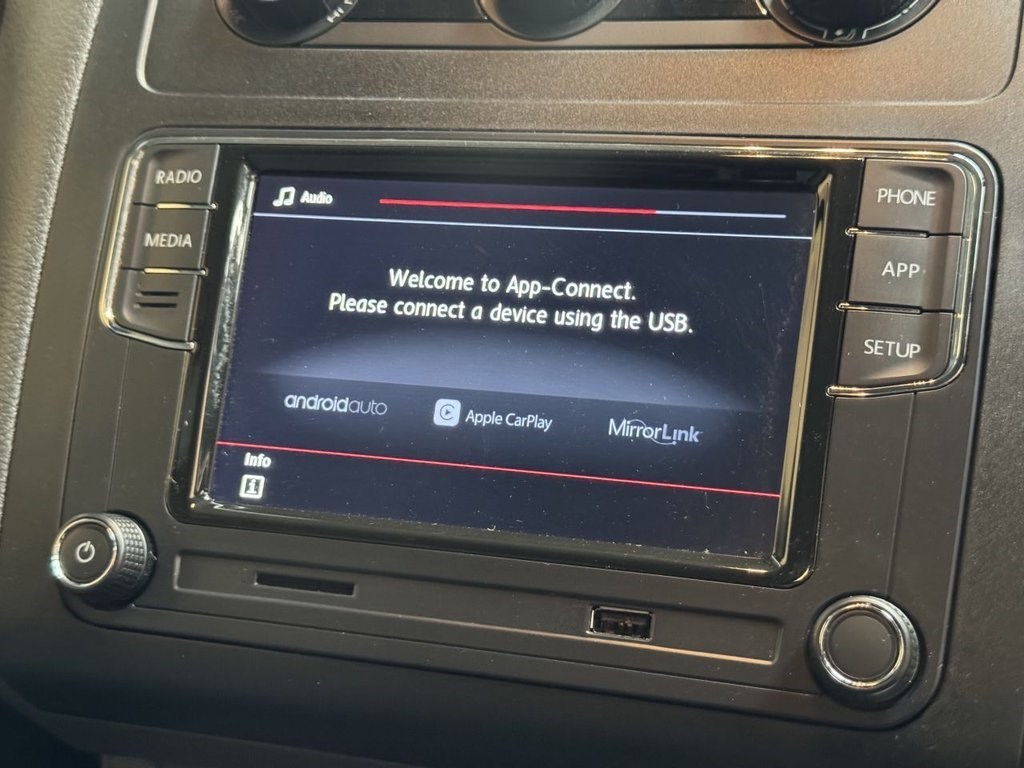 RADIO
MEDIA
Audio
Welcome to App-Connect.
Please connect a device using the USB.
androidauto
Apple CarPlay
MirrorLink
Info
PHONE
APP
SETUP